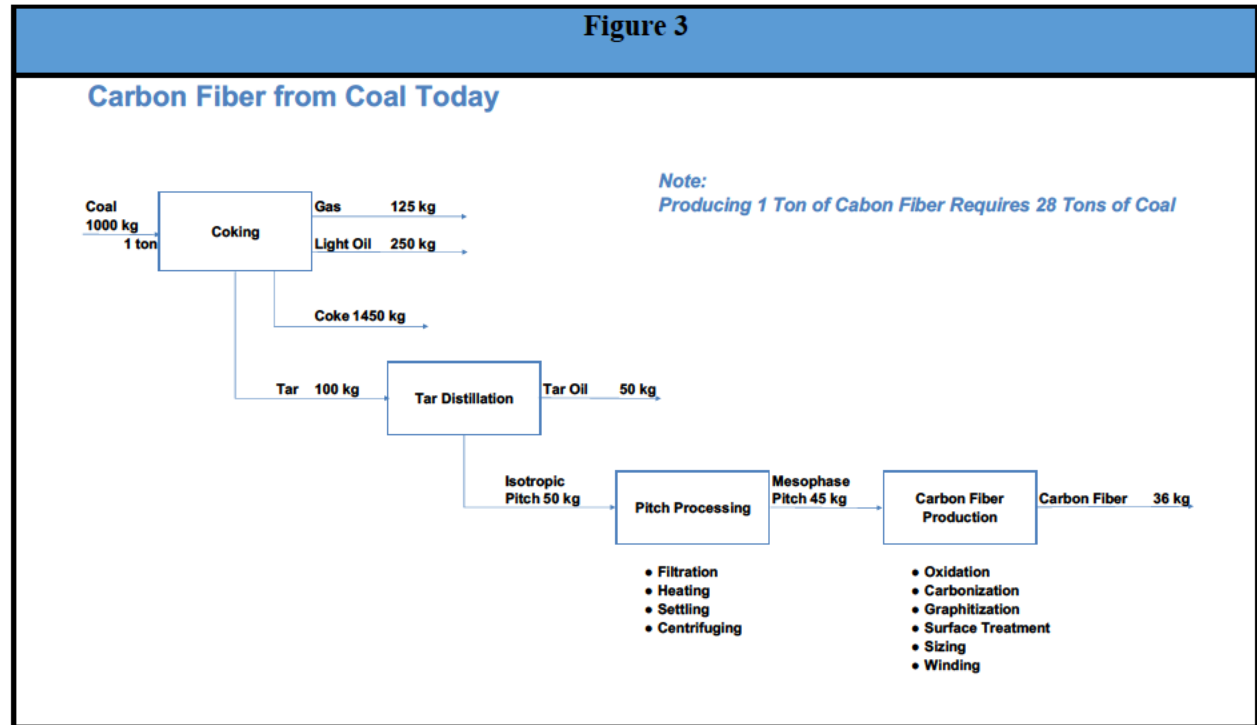 Figure 3
Carbon Fiber from Coal Today
Note:
Producing 1 Ton of Cabon Fiber Requires 28 Tons of Coal
Coal
1000 kg
1 ton
Coking
Gas 125 kg
Light Oil 250 kg
Coke 1450 kg
Tar 100 kg
Tar Distillation
Tar Oil 50 kg
Isotropic
Pitch 50 kg
Pitch Processing
Mesophase
Pitch 45 kg
Carbon Fiber
Production
Carbon Fiber 36 kg
● Filtration
● Heating
● Settling
● Centrifuging
● Oxidation
● Carbonization
● Graphitization
● Surface Treatment
● Sizing
● Winding